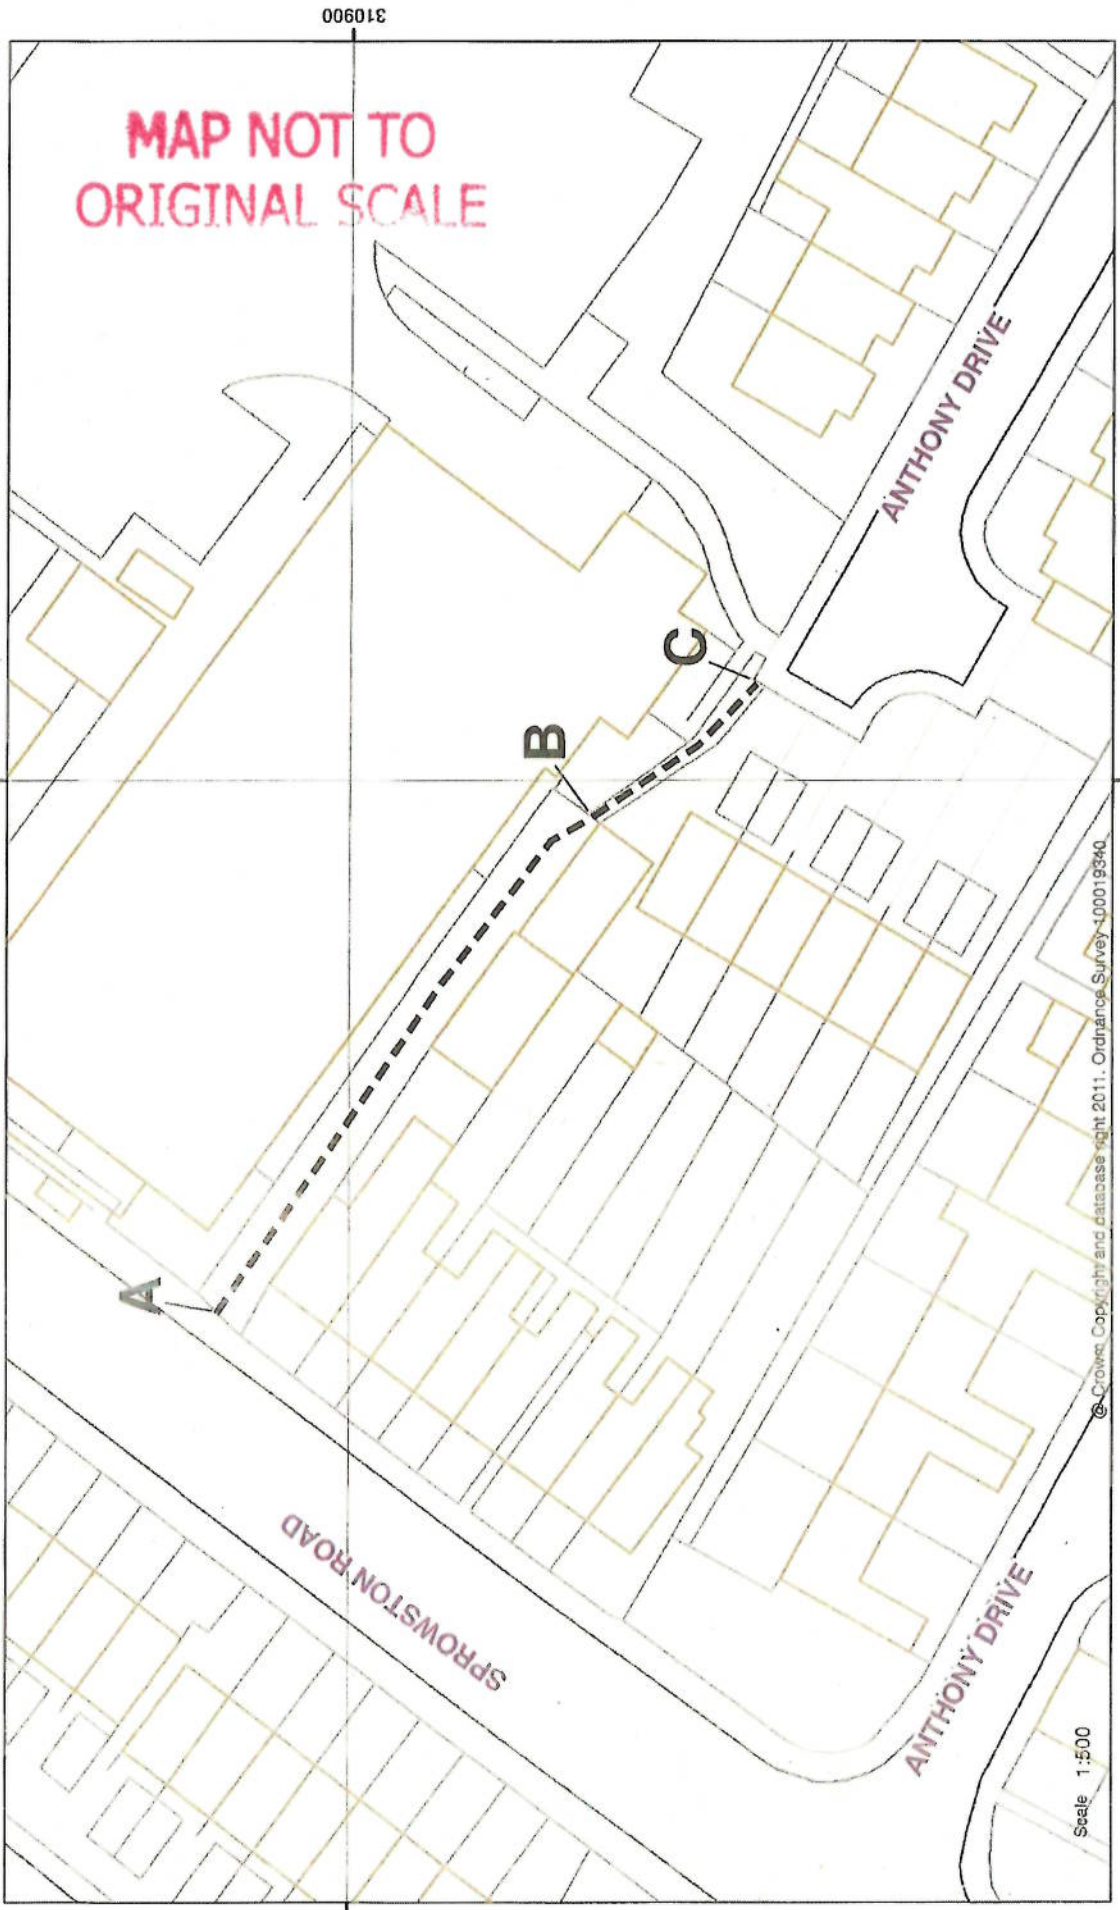 310900
MAP NOT TO
ORIGINAL SCALE
A
B
C
SPROWSTON ROAD
ANTHONY DRIVE
ANTHONY DRIVE
Scale 1:500
@ Crown Copyright and database right 2011. Ordnance Survey 100019340